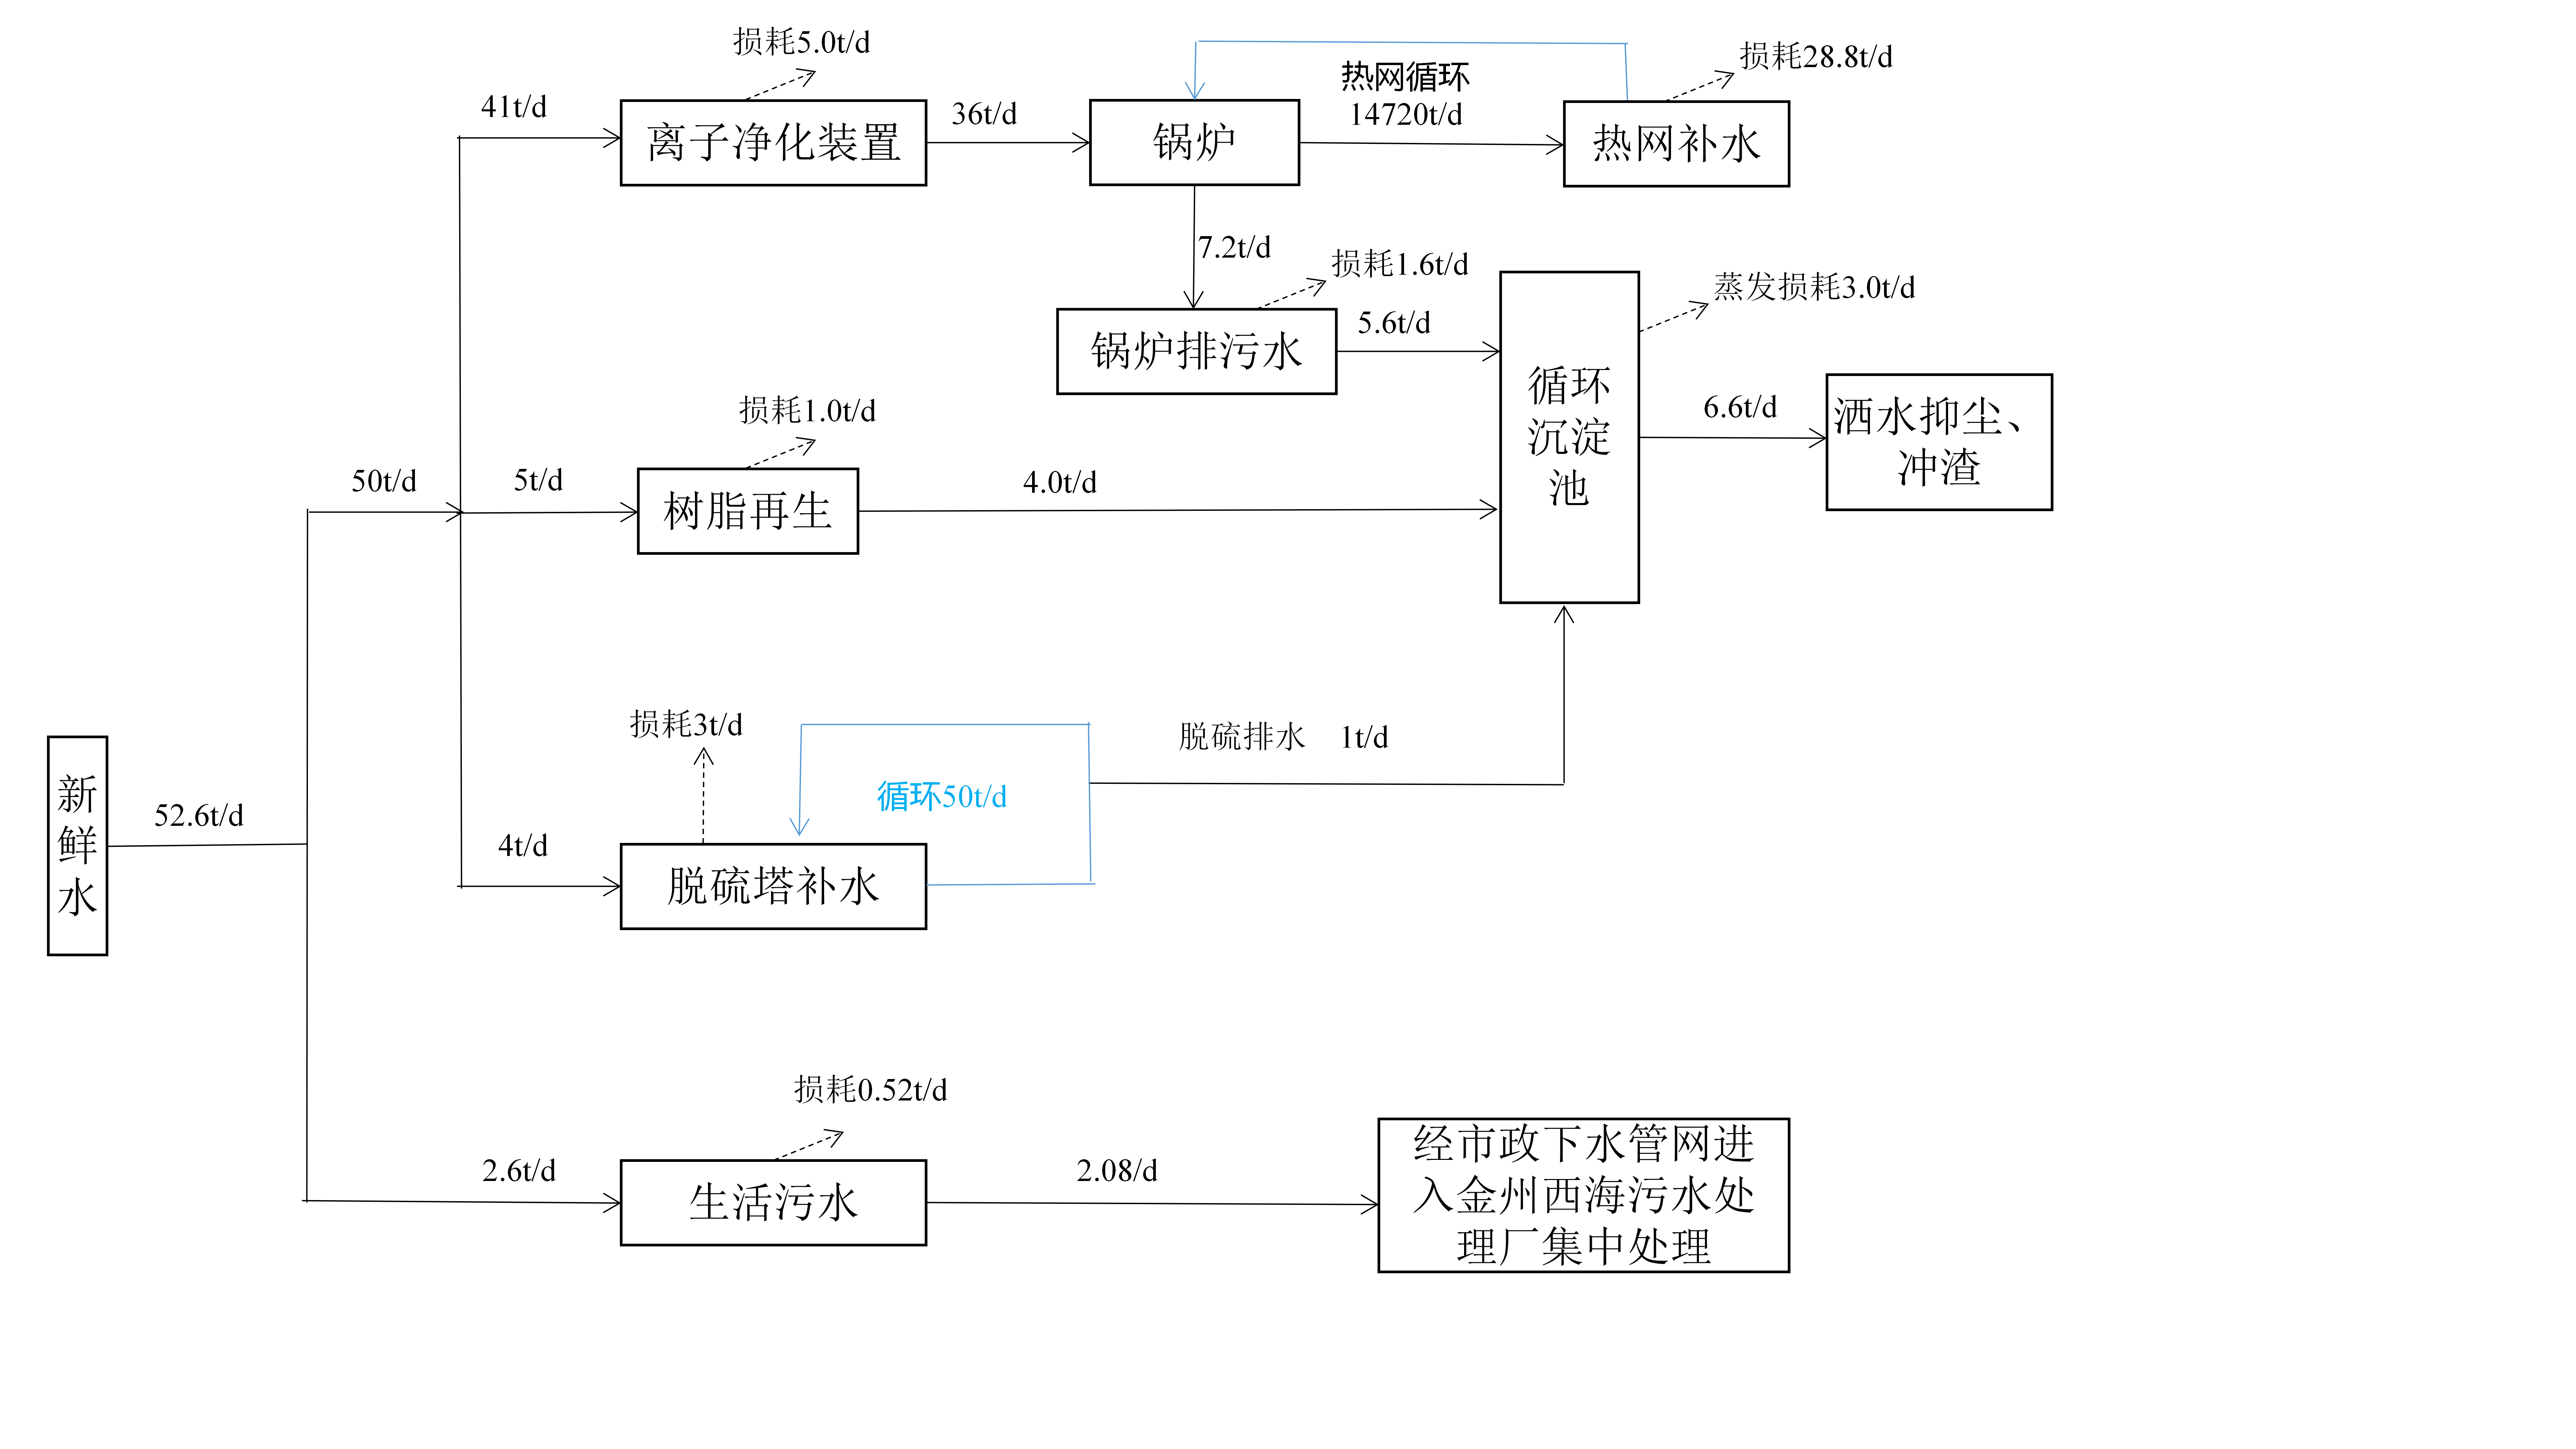 损耗5.0t/d
损耗28.8t/d
热网循环
14720t/d
41t/d
离子净化装置
36t/d
锅炉
热网补水
7.2t/d
损耗1.6t/d
锅炉排污水
5.6t/d
循环
沉淀
池
蒸发损耗3.0t/d
6.6t/d
洒水抑尘、
冲渣
损耗1.0t/d
50t/d
5t/d
树脂再生
4.0t/d
损耗3t/d
循环50t/d
脱硫排水 1t/d
新
鲜
水
52.6t/d
4t/d
脱硫塔补水
损耗0.52t/d
2.6t/d
生活污水
2.08/d
经市政下水管网进
入金州西海污水处
理厂集中处理